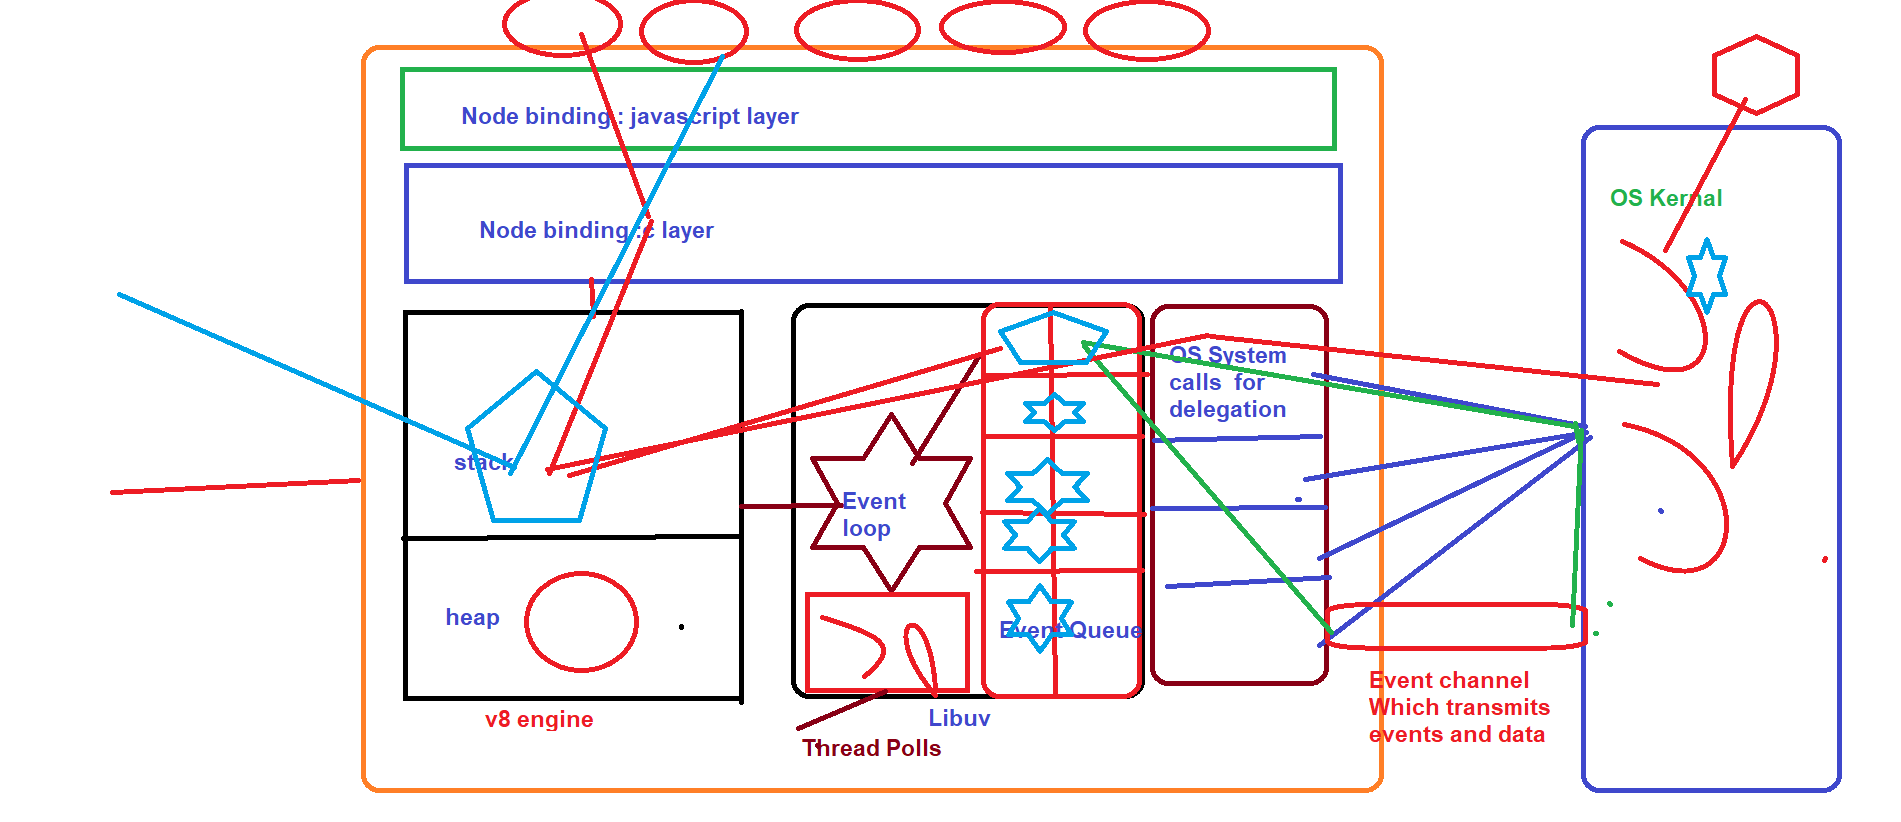 Node binding : javascript layer
OS Kernal
Node binding :c layer
OS System
calls for
delegation
stack
Event
loop
heap
Event Queue
Event channel
Which transmits
events and data
v8 engine
Libuv
Thread Polls